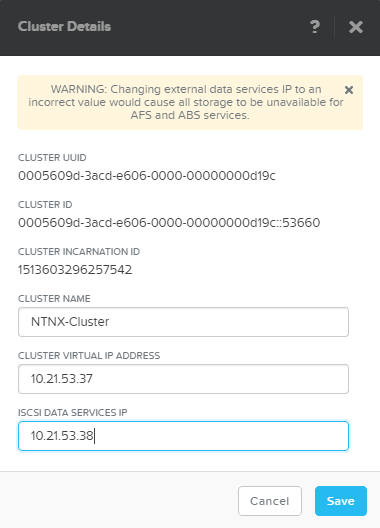 Cluster Details
?
WARNING: Changing external data services IP to an
incorrect value would cause all storage to be unavailable for
AFS and ABS services.
CLUSTER UUID
0005609d-3acd-e606-0000-00000000d19c
CLUSTER ID
0005609d-3acd-e606-0000-00000000d19c::53660
CLUSTER INCARNATION ID
1513603296257542
CLUSTER NAME
NTNX-Cluster
CLUSTER VIRTUAL IP ADDRESS
10.21.53.37
ISCSI DATA SERVICES IP
10.21.53.38
Cancel
Save